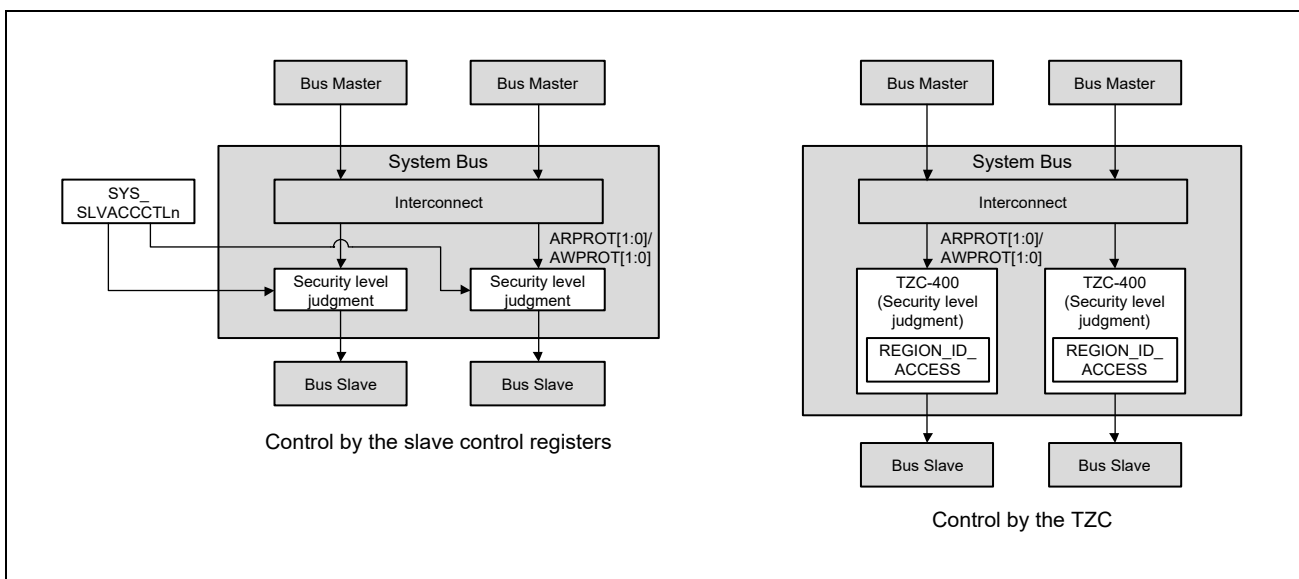 Bus Master
Bus Master
System Bus
SYS_
SLVACCCTLn
Interconnect
ARPROT[1:0]/
AWPROT[1:0]
Security level
judgment
Security level
judgment
Bus Slave
Bus Slave
Control by the slave control registers
Bus Master
Bus Master
System Bus
Interconnect
ARPROT[1:0]/
AWPROT[1:0]
TZC-400
(Security level
judgment)
REGION_ID_
ACCESS
TZC-400
(Security level
judgment)
REGION_ID_
ACCESS
Bus Slave
Bus Slave
Control by the TZC